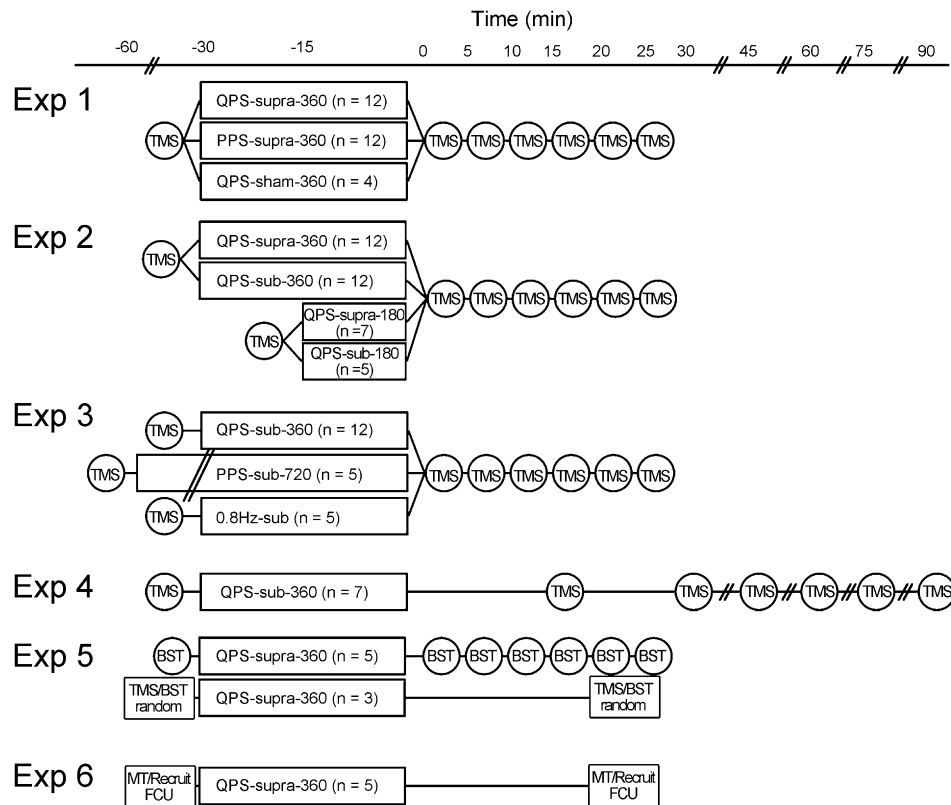 Time (min)
-60 -30 -15 0 5 10 15 20 25 30 45 60 75 90
Exp 1
QPS-supra-360 (n = 12)
TMS PPS-supra-360 (n = 12) TMS TMS TMS TMS TMS TMS
QPS-sham-360 (n = 4)
Exp 2
QPS-supra-360 (n = 12)
TMS
QPS-sub-360 (n = 12)
TMS TMS TMS TMS TMS TMS
QPS-supra-180
(n =7)
TMS
QPS-sub-180
(n =5)
Exp 3
TMS QPS-sub-360 (n = 12)
TMS PPS-sub-720 (n = 5) TMS TMS TMS TMS TMS TMS
TMS 0.8Hz-sub (n = 5)
Exp 4 TMS QPS-sub-360 (n = 7) TMS TMS TMS TMS TMS TMS
Exp 5 BST QPS-supra-360 (n = 5) BST BST BST BST BST BST
TMS/BST
random
QPS-supra-360 (n = 3)
TMS/BST
random
Exp 6
MT/Recruit
FCU
QPS-supra-360 (n = 5)
MT/Recruit
FCU